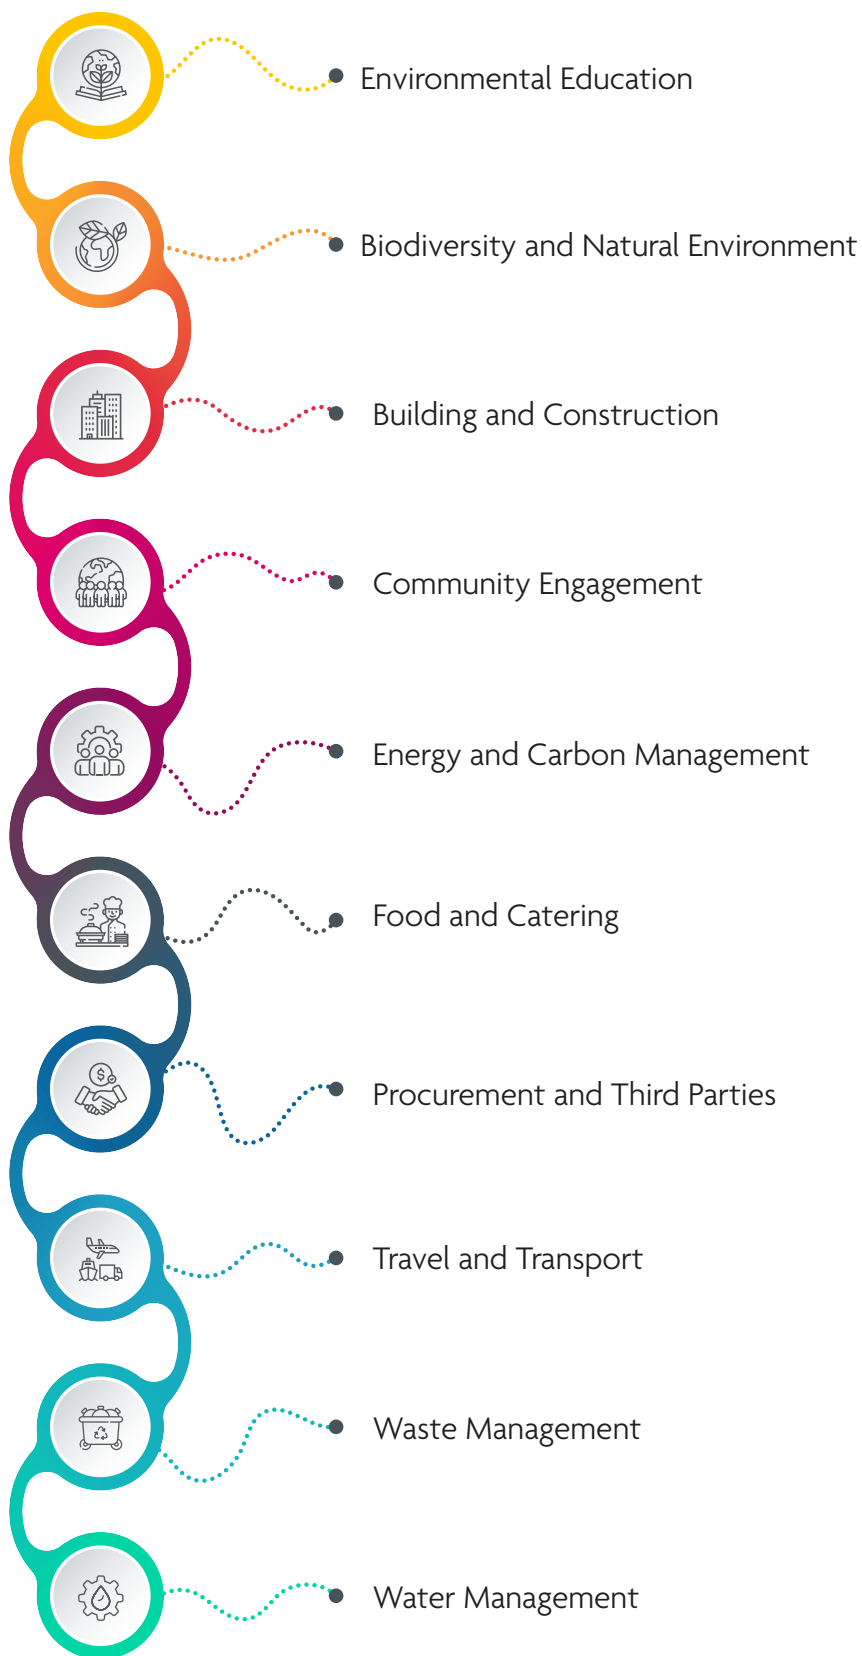 Environmental Education
Biodiversity and Natural Environment
Building and Construction
Community Engagement
Energy and Carbon Management
Food and Catering
Procurement and Third Parties
Travel and Transport
Waste Management
Water Management